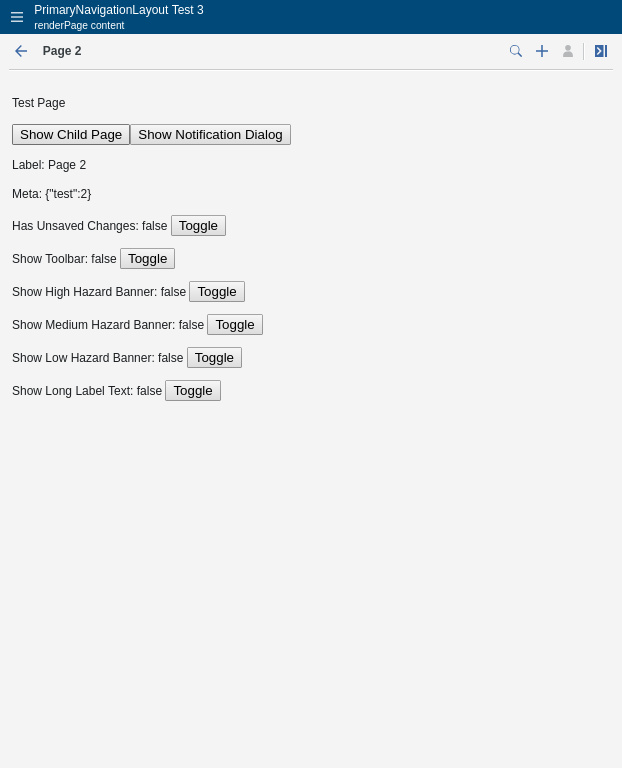 PrimaryNavigationLayout Test 3
renderPage content
Page 2
Test Page
Show Child Page Show Notification Dialog
Label: Page 2
Meta: {"test":2}
Has Unsaved Changes: false Toggle
Show Toolbar: false Toggle
Show High Hazard Banner: false Toggle
Show Medium Hazard Banner: false Toggle
Show Low Hazard Banner: false Toggle
Show Long Label Text: false Toggle